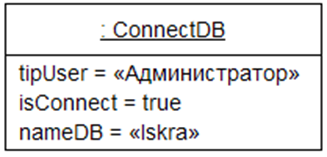 : ConnectDB
tipUser = «Администратор»
isConnect = true
nameDB = «Iskra»